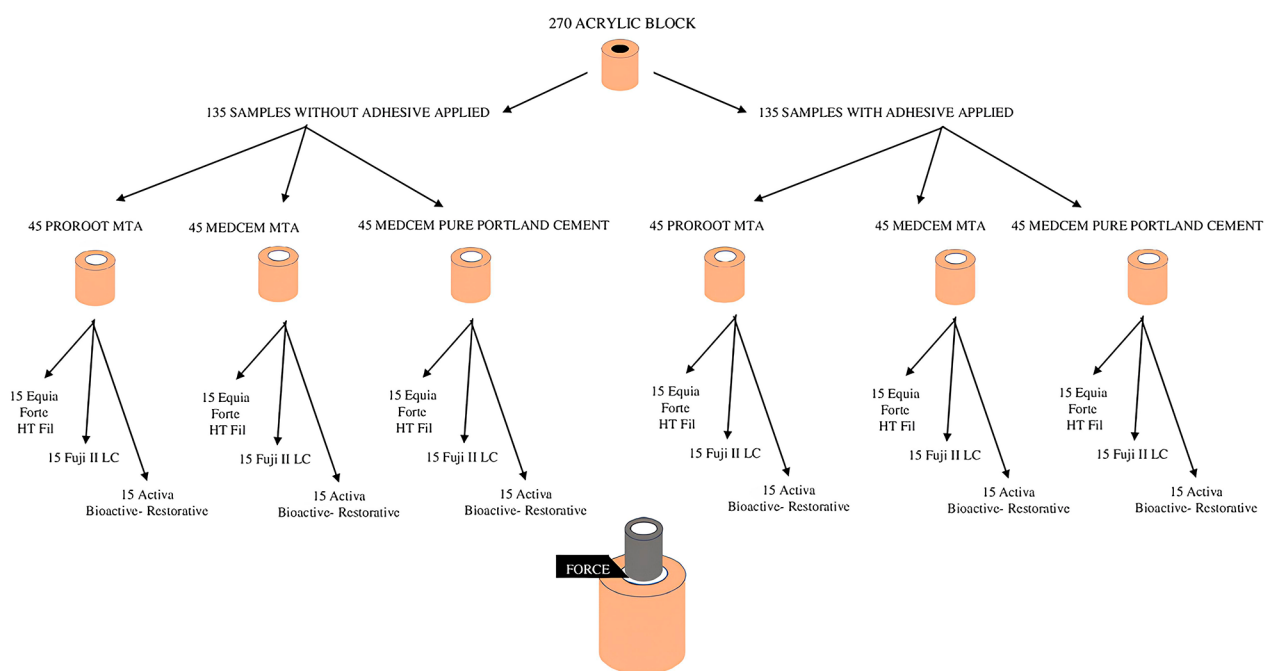 270 ACRYLIC BLOCK
135 SAMPLES WITHOUT ADHESIVE APPLIED
135 SAMPLES WITH ADHESIVE APPLIED
45 PROROOT MTA
45 MEDCEM MTA
45 MEDCEM PURE PORTLAND CEMENT
45 PROROOT MTA
45 MEDCEM MTA
45 MEDCEM PURE PORTLAND CEMENT
15 Equia
Forte
HT Fil
15 Fuji II LC
15 Activa
Bioactive- Restorative
15 Equia
Forte
HT Fil
15 Fuji II LC
15 Activa
Bioactive- Restorative
15 Equia
Forte
HT Fil
15 Fuji II LC
15 Activa
Bioactive- Restorative
15 Equia
Forte
HT Fil
15 Fuji II LC
15 Activa
Bioactive- Restorative
15 Equia
Forte
HT Fil
15 Fuji II LC
15 Activa
Bioactive- Restorative
15 Equia
Forte
HT Fil
15 Fuji II LC
15 Activa
Bioactive- Restorative
FORCE